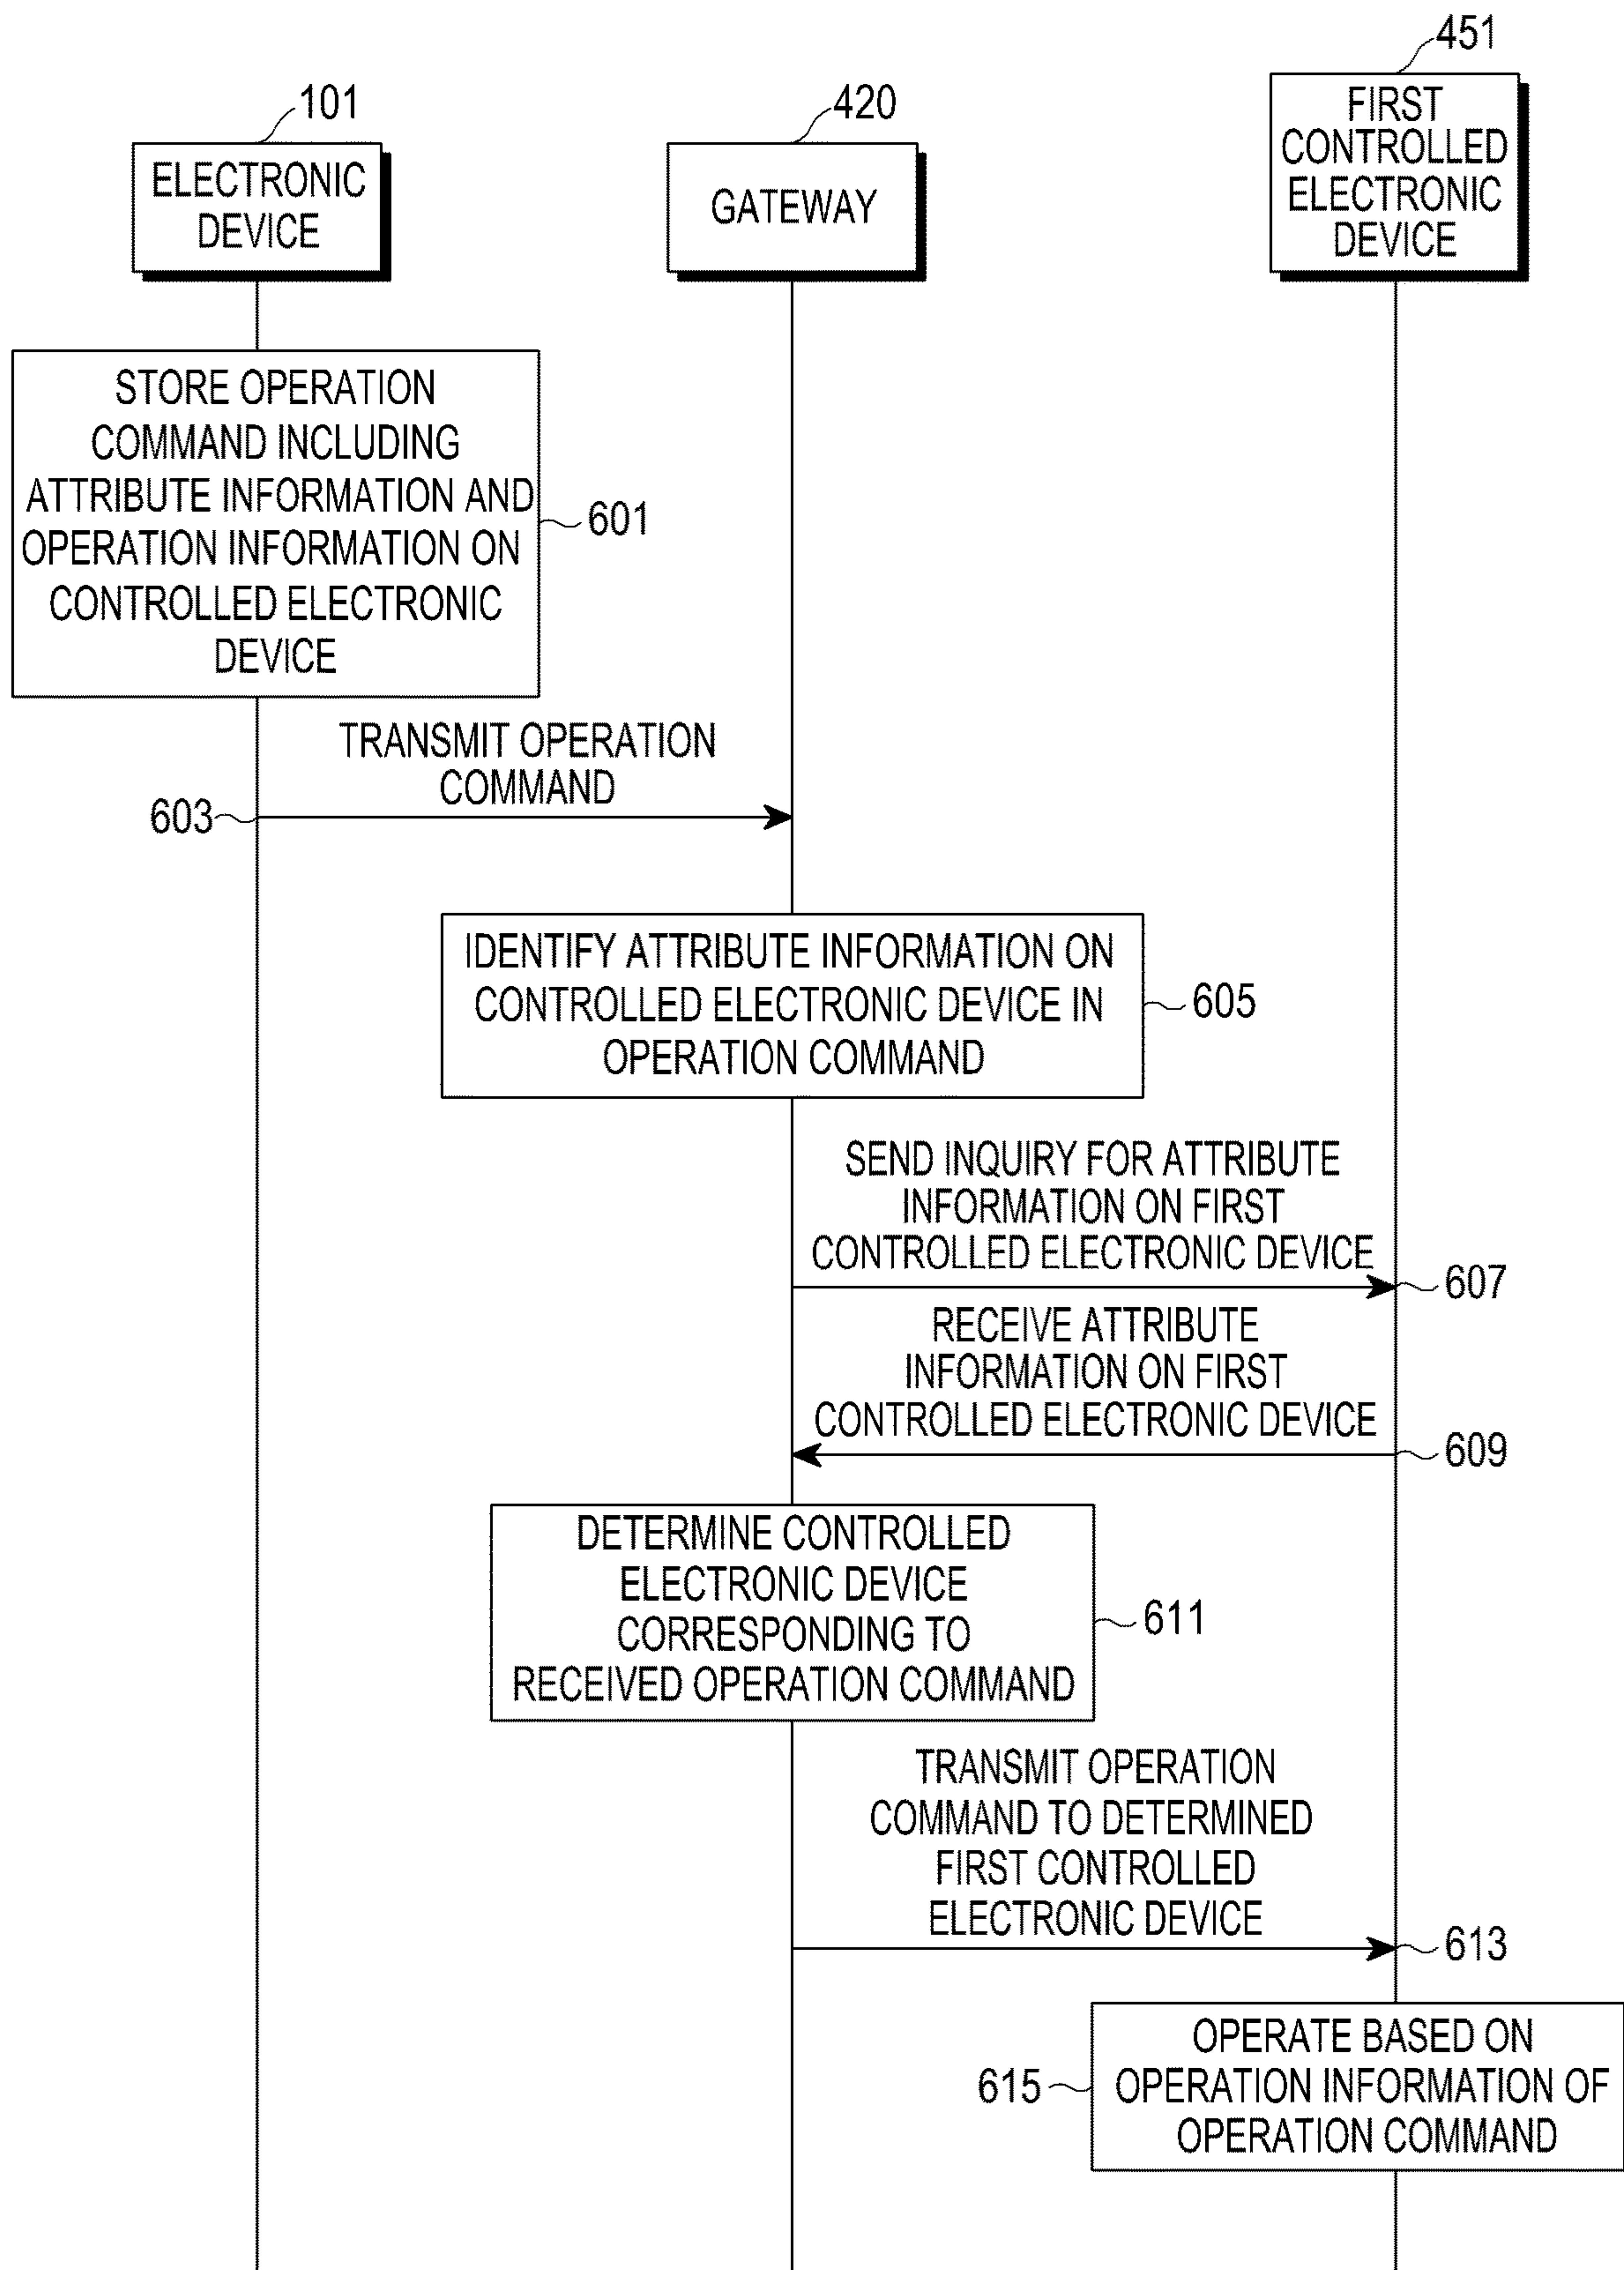 451
101
420
FIRST
CONTROLLED
ELECTRONIC
DEVICE
ELECTRONIC
DEVICE
GATEWAY
STORE OPERATION
COMMAND INCLUDING
ATTRIBUTE INFORMATION AND
OPERATION INFORMATION ON
CONTROLLED ELECTRONIC
DEVICE
601
TRANSMIT OPERATION
COMMAND
603
IDENTIFY ATTRIBUTE INFORMATION ON
CONTROLLED ELECTRONIC DEVICE IN
OPERATION COMMAND
605
SEND INQUIRY FOR ATTRIBUTE
INFORMATION ON FIRST
CONTROLLED ELECTRONIC DEVICE
607
RECEIVE ATTRIBUTE
INFORMATION ON FIRST
CONTROLLED ELECTRONIC DEVICE
609
DETERMINE CONTROLLED
ELECTRONIC DEVICE
CORRESPONDING TO
RECEIVED OPERATION COMMAND
611
TRANSMIT OPERATION
COMMAND TO DETERMINED
FIRST CONTROLLED
ELECTRONIC DEVICE
613
OPERATE BASED ON
OPERATION INFORMATION OF
OPERATION COMMAND
615